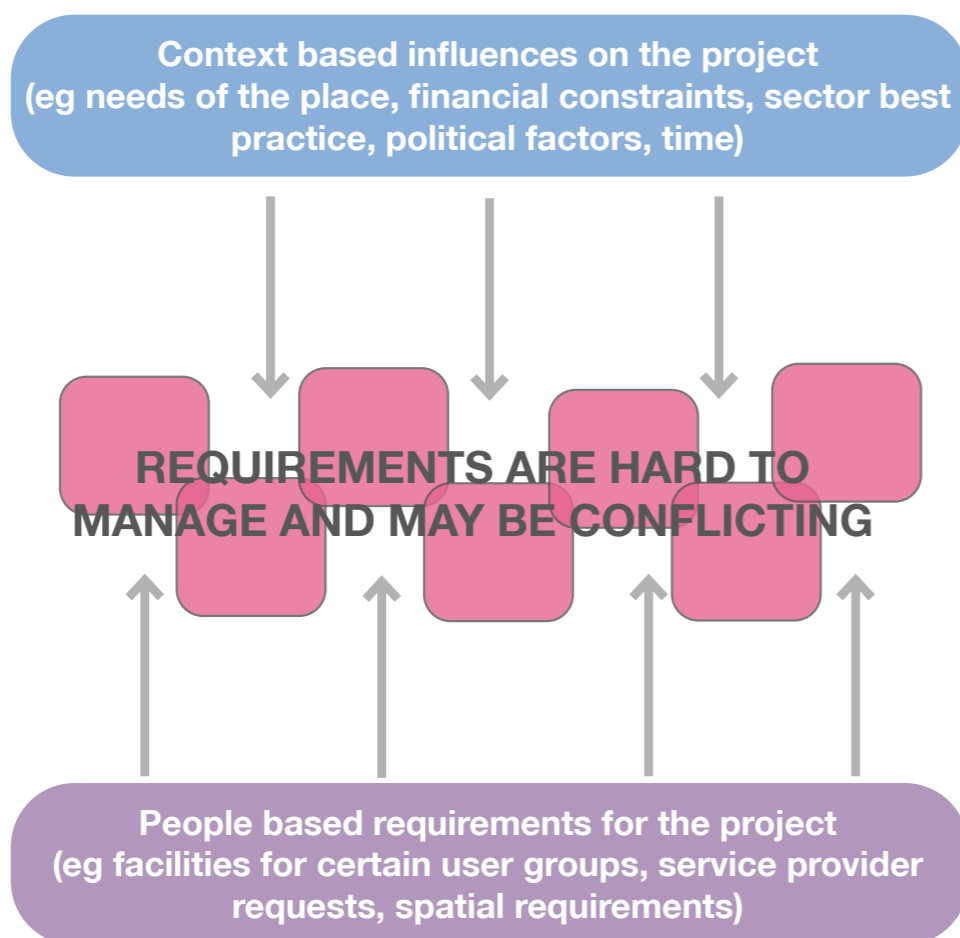 Context based influences on the project
(eg needs of the place, financial constraints, sector best
practice, political factors, time)
REQUIREMENTS ARE HARD TO
MANAGE AND MAY BE CONFLICTING
People based requirements for the project
(eg facilities for certain user groups, service provider
requests, spatial requirements)